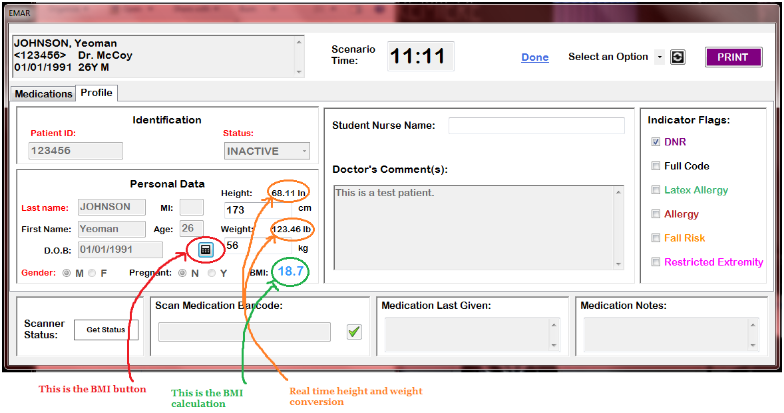 EMAR
JOHNSON, Yeoman
<123456> Dr. McCoy
01/01/1991 26Y M
Scenario Time:
11:11
Done
Select an Option
PRINT
Medications
Profile
Identification
Patient ID:
Status:
123456
INACTIVE
Personal Data
Height:
68.11 In
Last name:
JOHNSON
MI:
173
cm
First Name:
Yeoman
Age:
26
Weight:
123.46 lb
D.O.B:
01/01/1991
56
kg
Gender:
M
F
Pregnant:
N
Y
BMI:
18.7
Student Nurse Name:
Doctor's Comment(s):
This is a test patient.
Indicator Flags:
DNR
Full Code
Latex Allergy
Allergy
Fall Risk
Restricted Extremity
Scanner Status:
Get Status
Scan Medication Barcode:
Medication Last Given:
Medication Notes:
This is the BMI button
This is the BMI
calculation
Real time height and weight
conversion